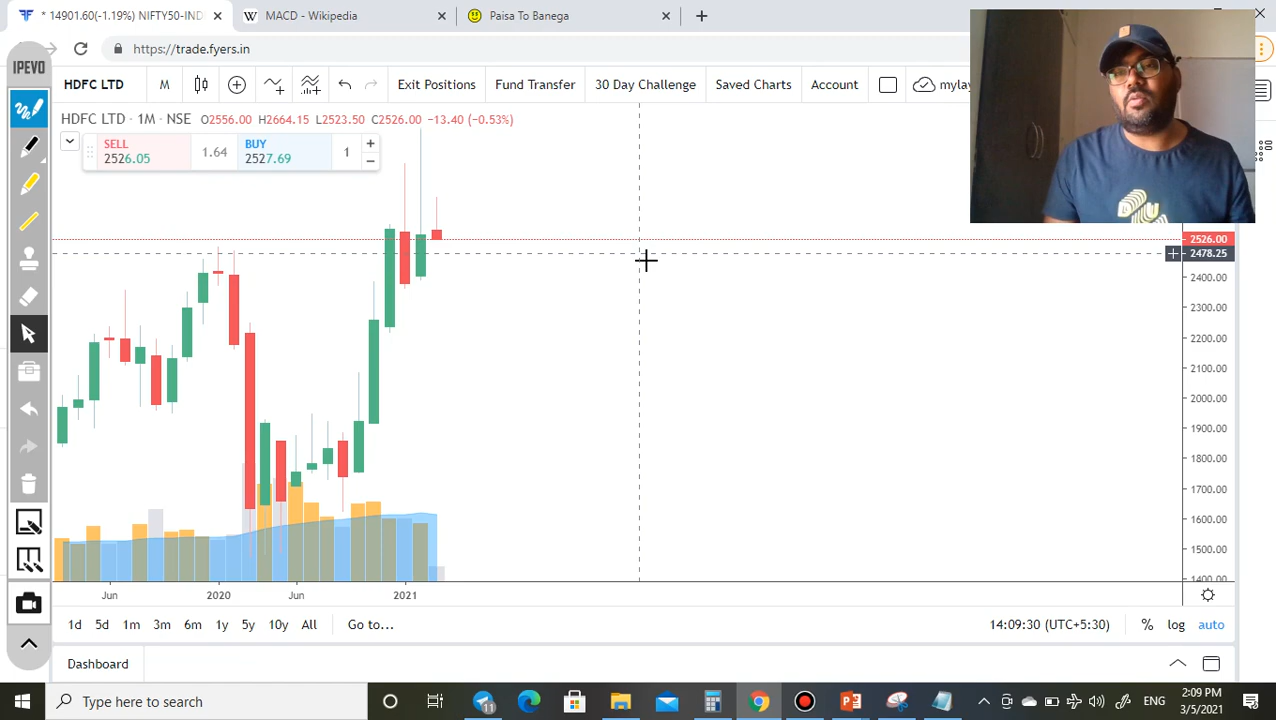 * 14901.60(-1.19%) NIFTY50-IND
MACD - Wikipedia
Paisa To Banega
https://trade.fyers.in
IPEVO
HDFC LTD
M
Exit Positions
Fund Transfer
30 Day Challenge
Saved Charts
Account
mylay
HDFC LTD · 1M · NSE O2556.00 H2664.15 L2523.50 C2526.00 −13.40 (−0.53%)
SELL
2526.05
1.64
BUY
2527.69
1
2526.00
2478.25
2400.00
2300.00
2200.00
2100.00
2000.00
1900.00
1800.00
1700.00
1600.00
1500.00
1400.00
Jun
2020
Jun
2021
1d 5d 1m 3m 6m 1y 5y 10y All Go to...
14:09:30 (UTC+5:30) % log auto
Dashboard
Type here to search
11
ENG
2:09 PM
3/5/2021